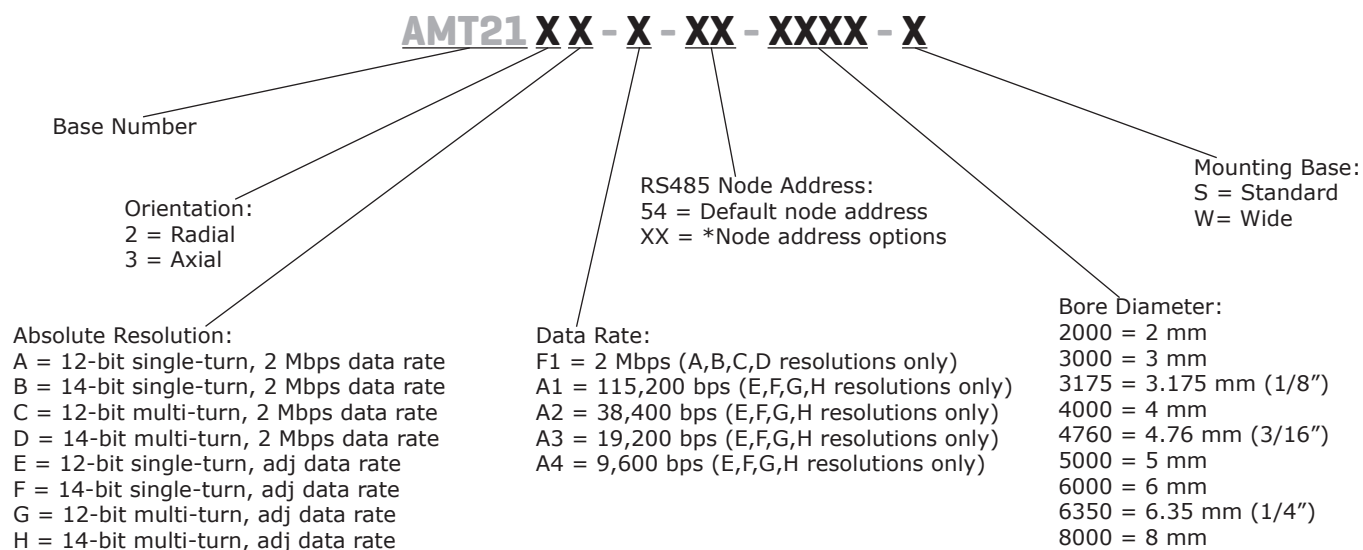 AMT21 X X - X - XX - XXXX - X
Base Number
Orientation:
2 = Radial
3 = Axial
Absolute Resolution:
A = 12-bit single-turn, 2 Mbps data rate
B = 14-bit single-turn, 2 Mbps data rate
C = 12-bit multi-turn, 2 Mbps data rate
D = 14-bit multi-turn, 2 Mbps data rate
E = 12-bit single-turn, adj data rate
F = 14-bit single-turn, adj data rate
G = 12-bit multi-turn, adj data rate
H = 14-bit multi-turn, adj data rate
Data Rate:
F1 = 2 Mbps (A,B,C,D resolutions only)
A1 = 115,200 bps (E,F,G,H resolutions only)
A2 = 38,400 bps (E,F,G,H resolutions only)
A3 = 19,200 bps (E,F,G,H resolutions only)
A4 = 9,600 bps (E,F,G,H resolutions only)
RS485 Node Address:
54 = Default node address
XX = *Node address options
Bore Diameter:
2000 = 2 mm
3000 = 3 mm
3175 = 3.175 mm (1/8″)
4000 = 4 mm
4760 = 4.76 mm (3/16″)
5000 = 5 mm
6000 = 6 mm
6350 = 6.35 mm (1/4″)
8000 = 8 mm
Mounting Base:
S = Standard
W= Wide